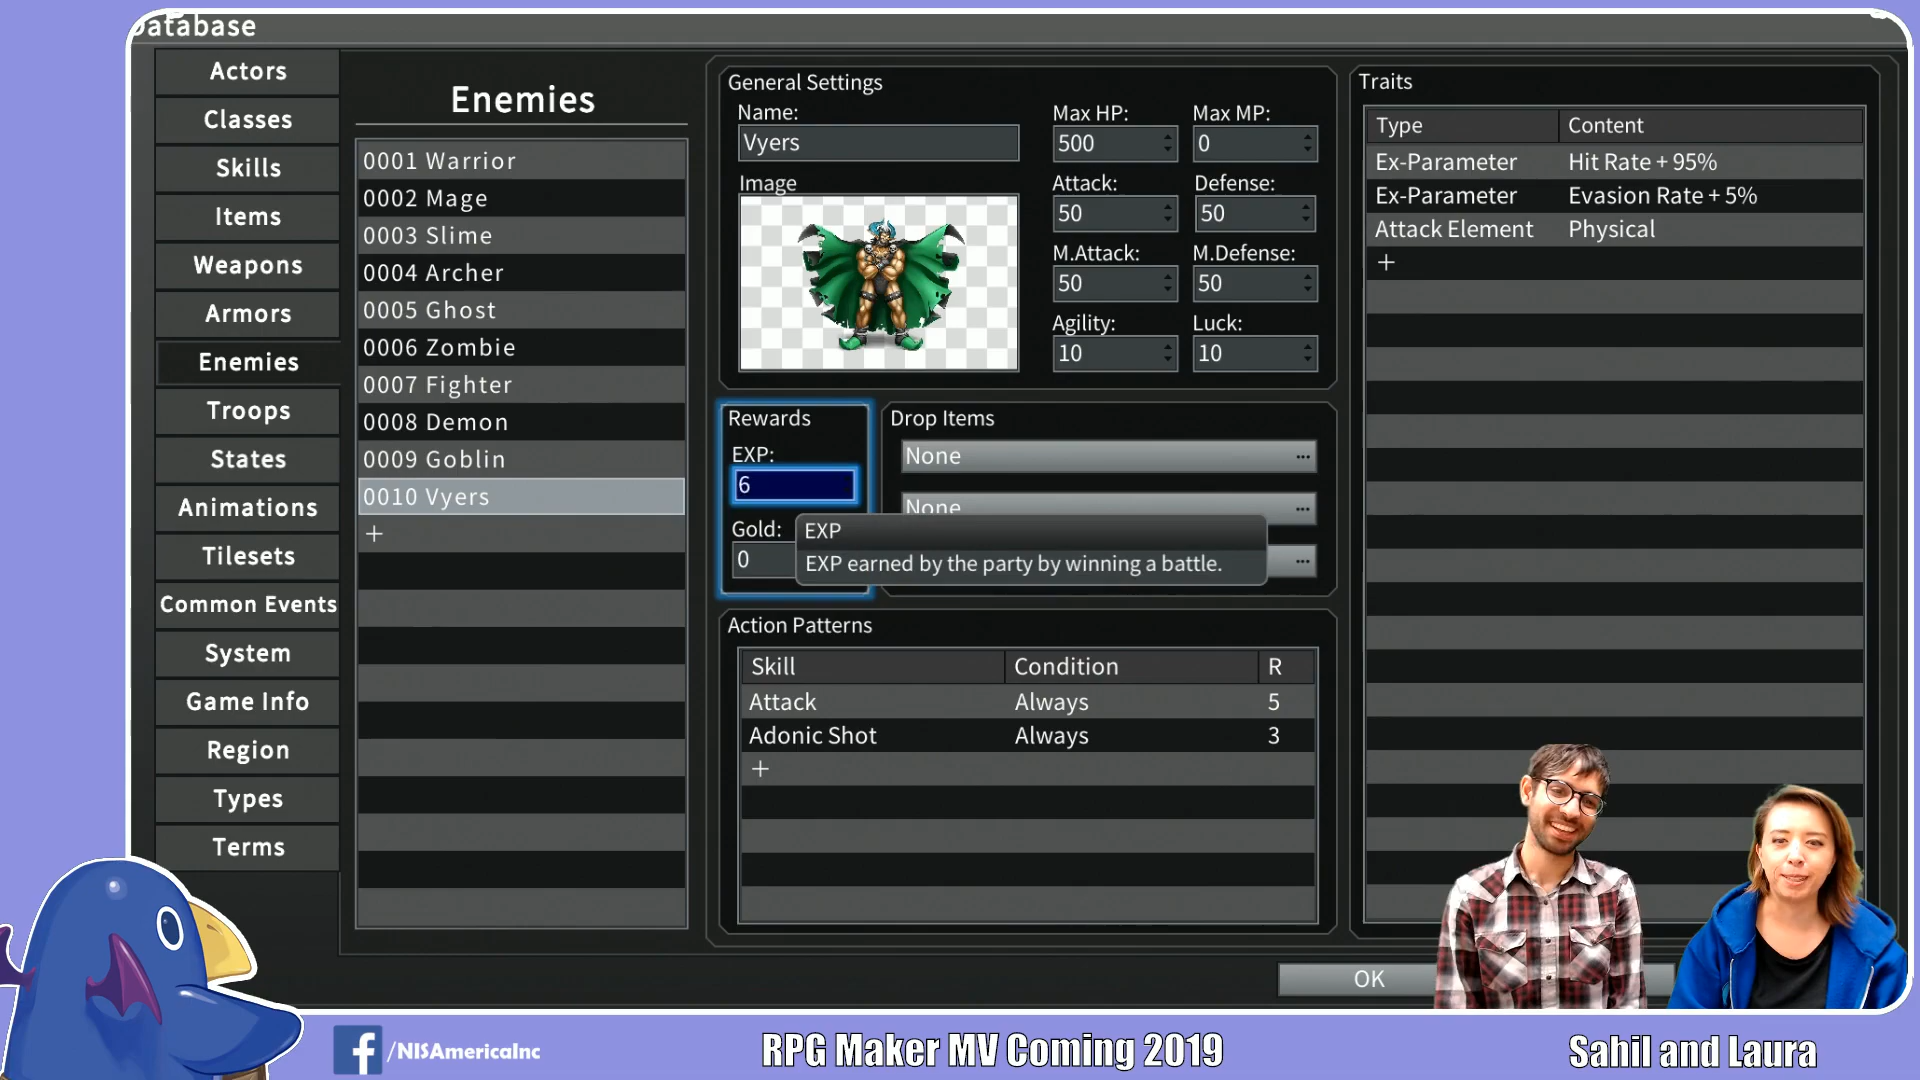 Database
Actors
Classes
Skills
Items
Weapons
Armors
Enemies
Troops
States
Animations
Tilesets
Common Events
System
Game Info
Region
Types
Terms
Enemies
0001 Warrior
0002 Mage
0003 Slime
0004 Archer
0005 Ghost
0006 Zombie
0007 Fighter
0008 Demon
0009 Goblin
0010 Vyers
+
General Settings
Name:
Vyers
Image
Max HP: Max MP:
500 0
Attack: Defense:
50 50
M.Attack: M.Defense:
50 50
Agility: Luck:
10 10
Rewards
EXP:
6
Gold:
0
Drop Items
None ...
None ...
...
EXP
EXP earned by the party by winning a battle.
Action Patterns
Skill Condition R
Attack Always 5
Adonic Shot Always 3
+
Traits
Type Content
Ex-Parameter Hit Rate + 95%
Ex-Parameter Evasion Rate + 5%
Attack Element Physical
+
OK
f /NISAmericaInc
RPG Maker MV Coming 2019
Sahil and Laura